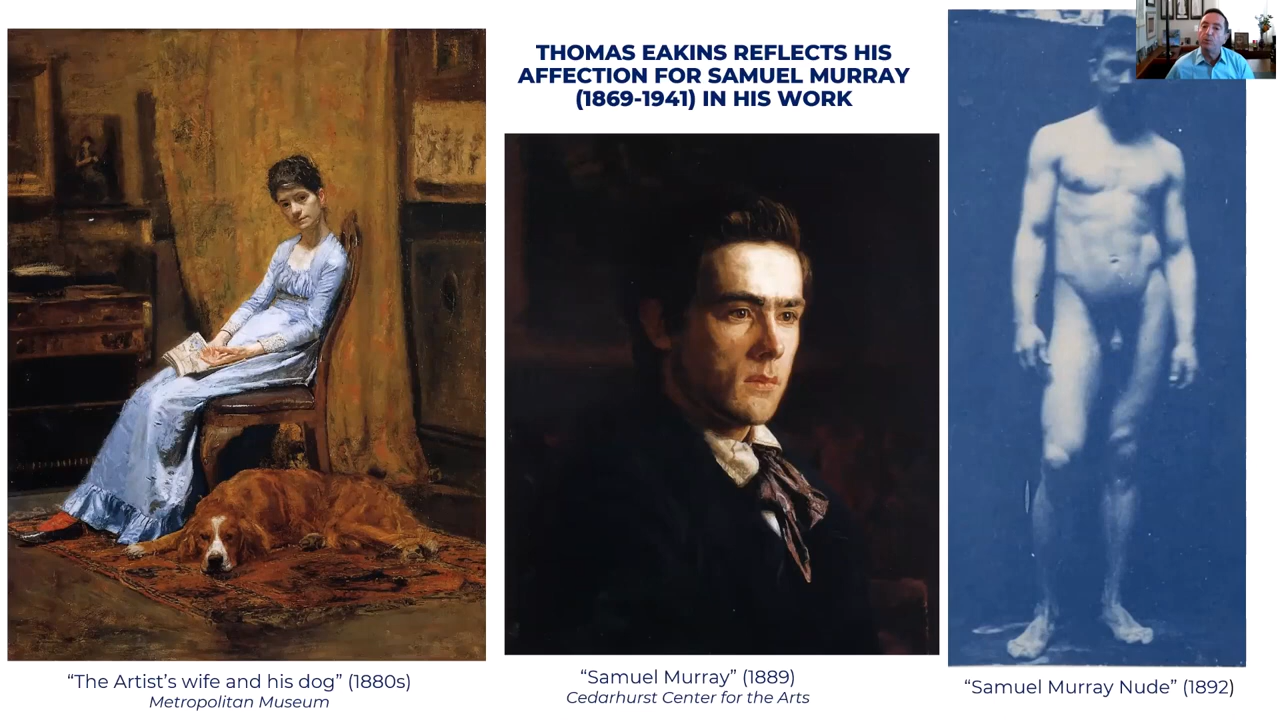 THOMAS EAKINS REFLECTS HIS
AFFECTION FOR SAMUEL MURRAY
(1869-1941) IN HIS WORK
“The Artist’s wife and his dog” (1880s)
Metropolitan Museum
“Samuel Murray” (1889)
Cedarhurst Center for the Arts
“Samuel Murray Nude” (1892)